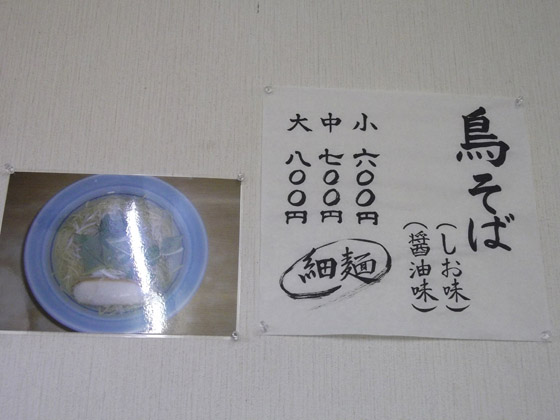 鳥そば
(しお味)
(醤油味)
小 六〇〇円
中 七〇〇円
大 八〇〇円
細麺